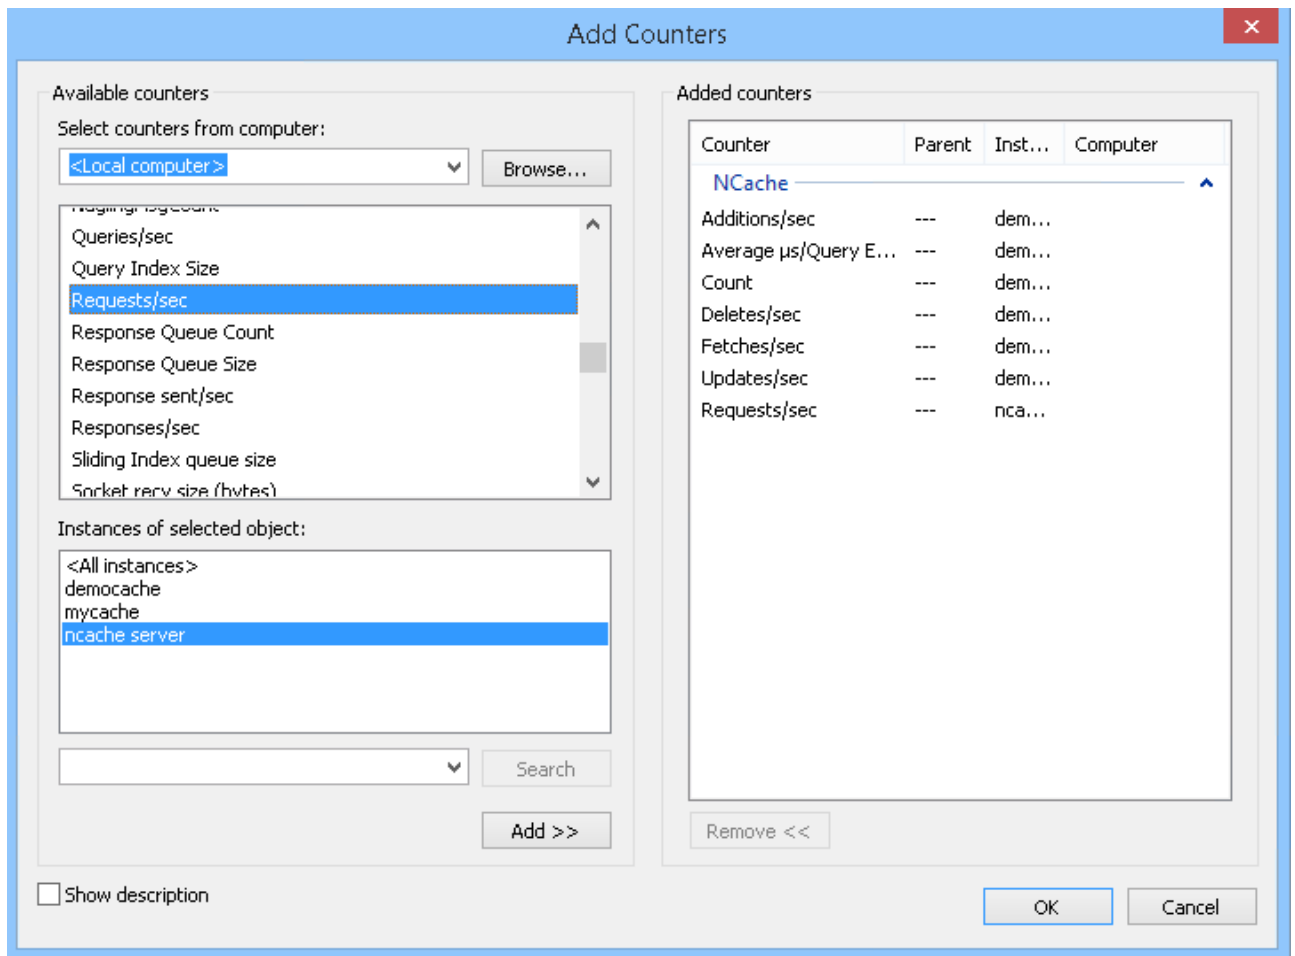 Add Counters
Available counters
Select counters from computer:
<Local computer>
Browse...
Queries/sec
Query Index Size
Requests/sec
Response Queue Count
Response Queue Size
Response sent/sec
Responses/sec
Sliding Index queue size
Socket recv size (bytes)
Instances of selected object:
<All instances>
democache
mycache
ncache server
Search
Add >>
Show description
Added counters
Counter Parent Inst... Computer
NCache
Additions/sec --- dem...
Average µs/Query E... --- dem...
Count --- dem...
Deletes/sec --- dem...
Fetches/sec --- dem...
Updates/sec --- dem...
Requests/sec --- nca...
Remove <<
OK Cancel